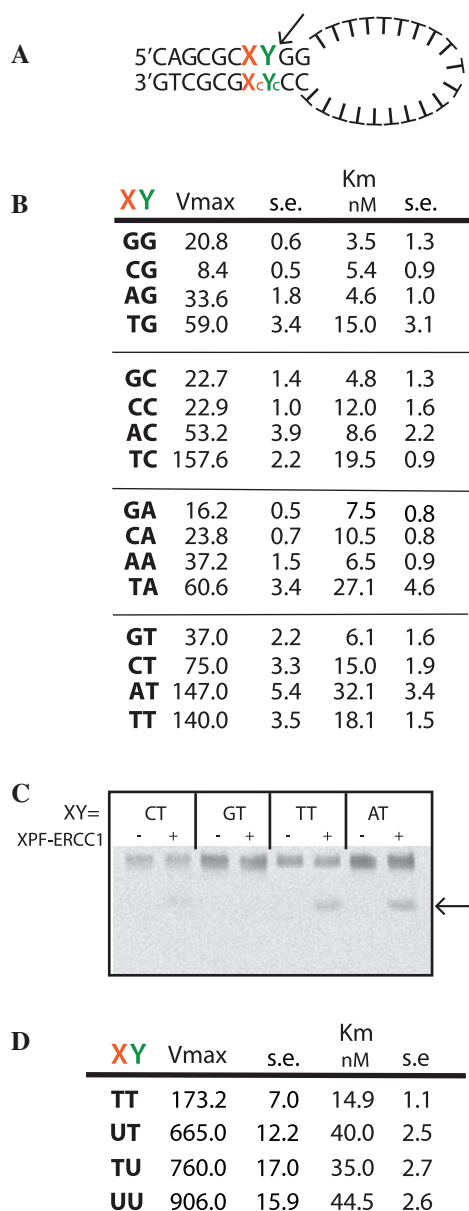 A
5'CAGCGCXYGG
3'GTCGCGXcYcCC
TTTTTTTTTTTTTTTTTTTT
B
XY Vmax s.e. Km nM s.e.
GG 20.8 0.6 3.5 1.3
CG 8.4 0.5 5.4 0.9
AG 33.6 1.8 4.6 1.0
TG 59.0 3.4 15.0 3.1
GC 22.7 1.4 4.8 1.3
CC 22.9 1.0 12.0 1.6
AC 53.2 3.9 8.6 2.2
TC 157.6 2.2 19.5 0.9
GA 16.2 0.5 7.5 0.8
CA 23.8 0.7 10.5 0.8
AA 37.2 1.5 6.5 0.9
TA 60.6 3.4 27.1 4.6
GT 37.0 2.2 6.1 1.6
CT 75.0 3.3 15.0 1.9
AT 147.0 5.4 32.1 3.4
TT 140.0 3.5 18.1 1.5
C
XY= CT GT TT AT
XPF-ERCC1 - + - + - + - +
D
XY Vmax s.e. Km nM s.e
TT 173.2 7.0 14.9 1.1
UT 665.0 12.2 40.0 2.5
TU 760.0 17.0 35.0 2.7
UU 906.0 15.9 44.5 2.6